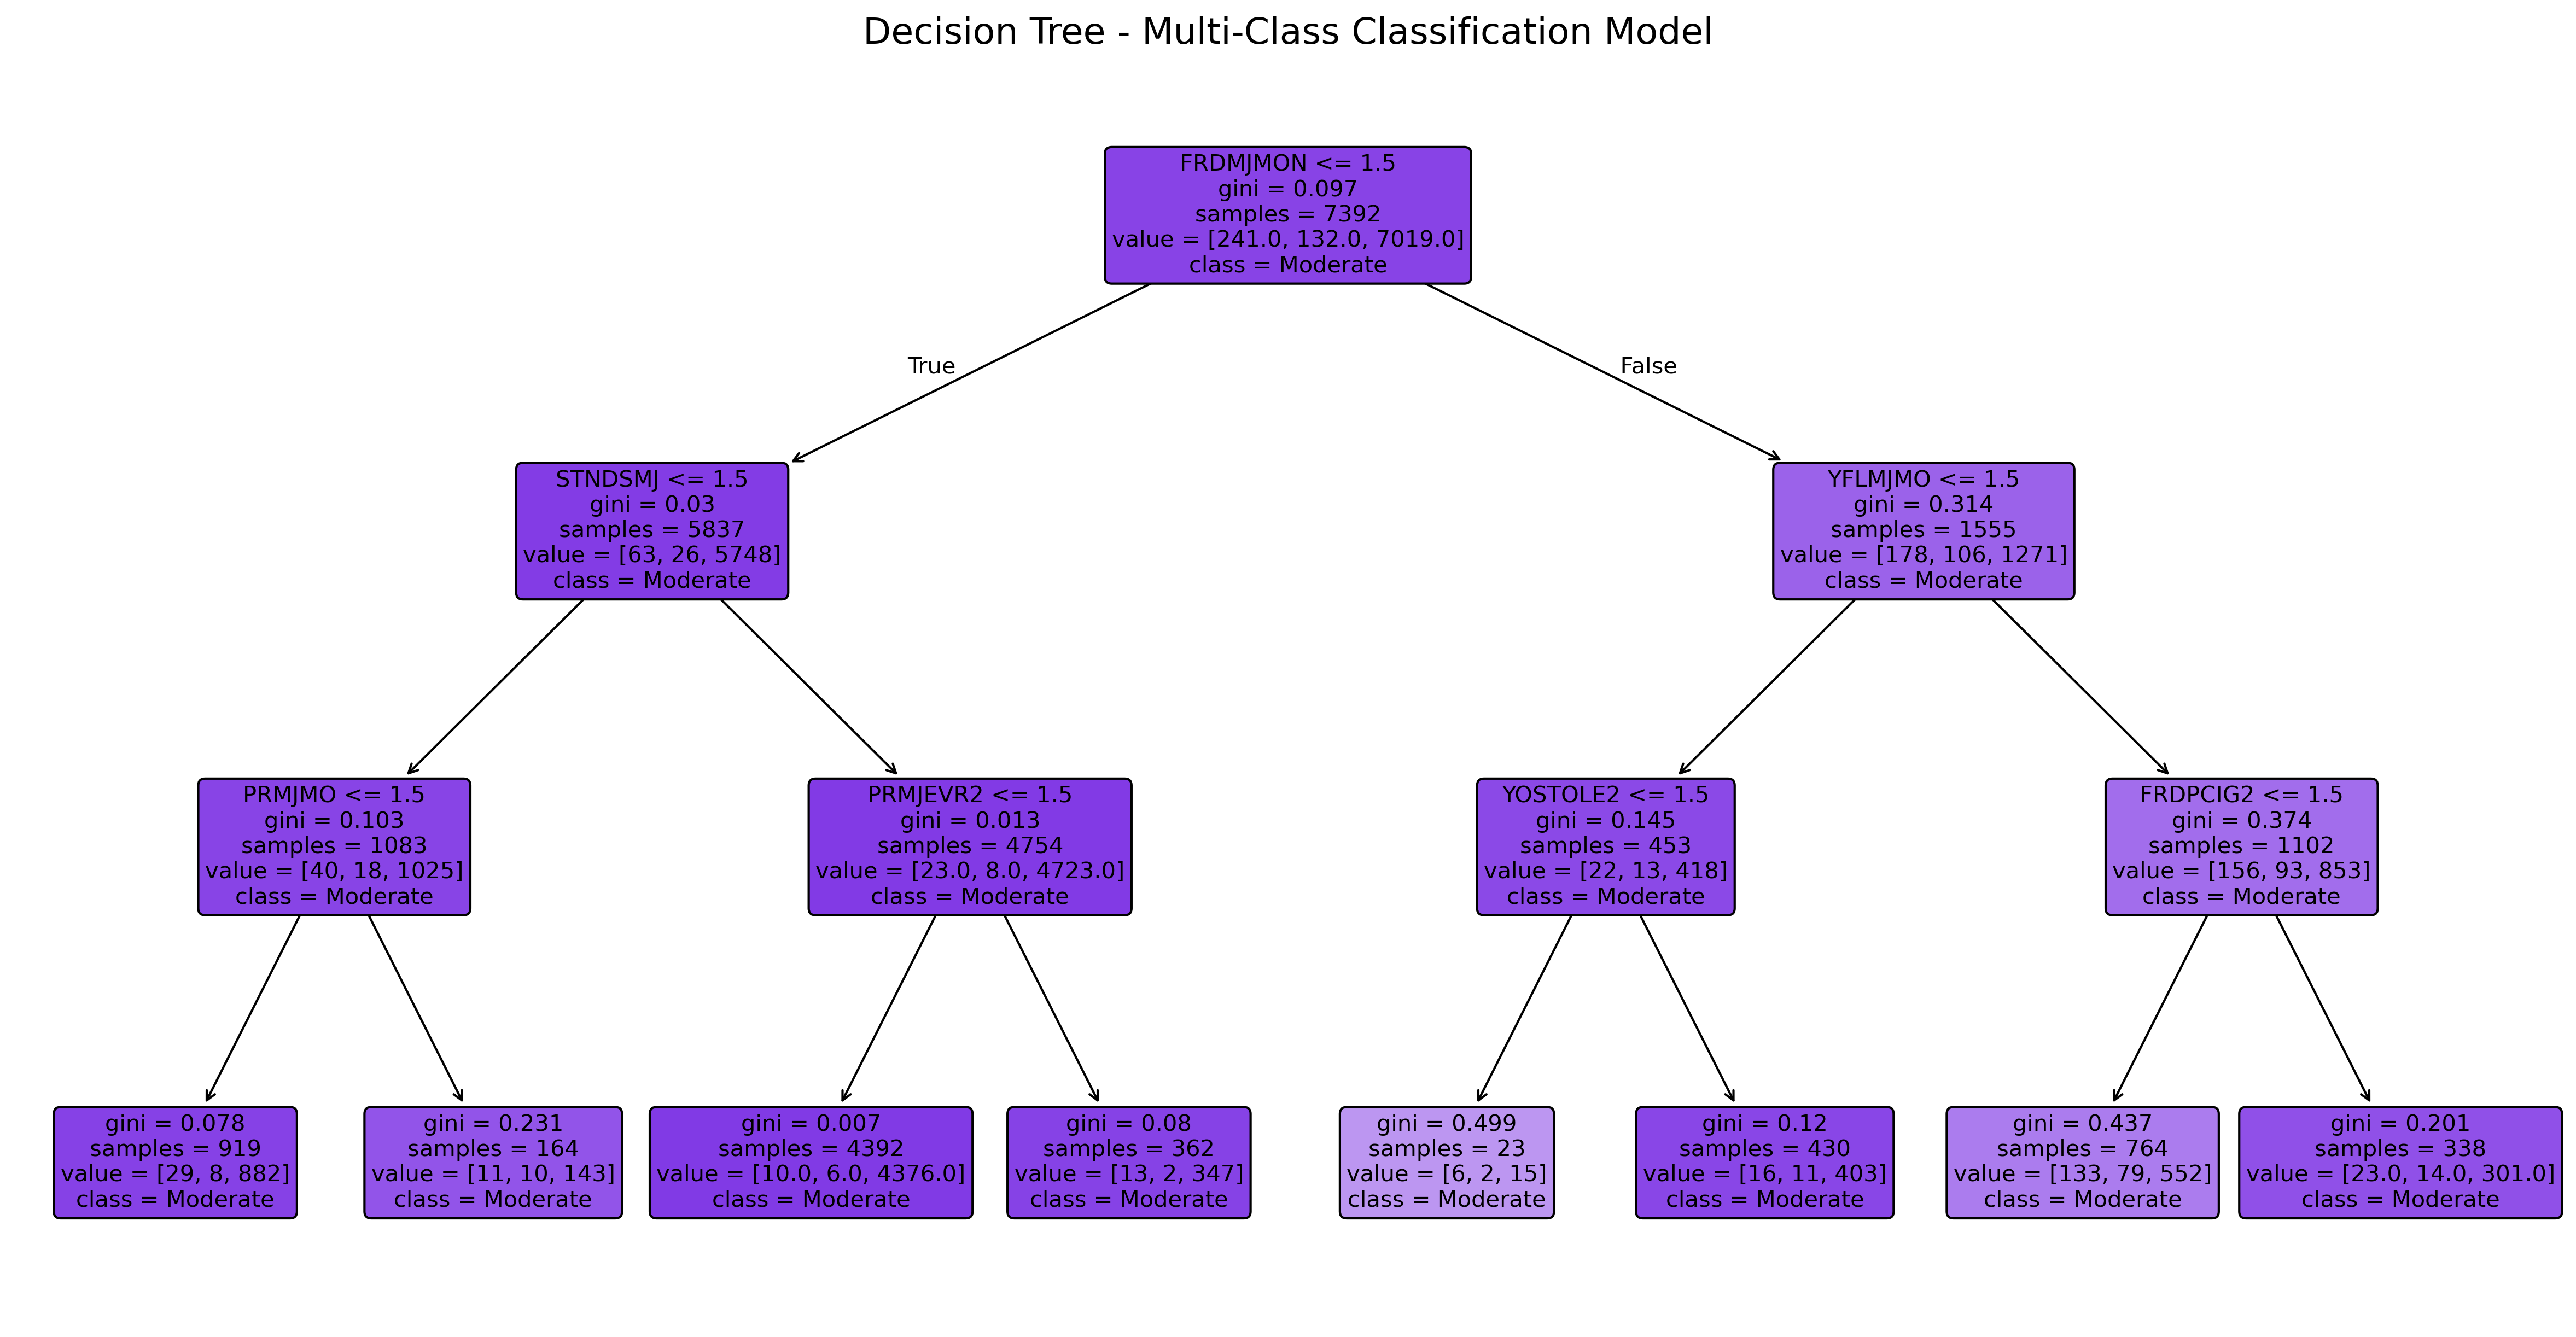 Decision Tree - Multi-Class Classification Model
FRDMJMON <= 1.5
gini = 0.097
samples = 7392
value = [241.0, 132.0, 7019.0]
class = Moderate
True
False
STNDSMJ <= 1.5
gini = 0.03
samples = 5837
value = [63, 26, 5748]
class = Moderate
YFLMJMO <= 1.5
gini = 0.314
samples = 1555
value = [178, 106, 1271]
class = Moderate
PRMJMO <= 1.5
gini = 0.103
samples = 1083
value = [40, 18, 1025]
class = Moderate
PRMJEVR2 <= 1.5
gini = 0.013
samples = 4754
value = [23.0, 8.0, 4723.0]
class = Moderate
YOSTOLE2 <= 1.5
gini = 0.145
samples = 453
value = [22, 13, 418]
class = Moderate
FRDPCIG2 <= 1.5
gini = 0.374
samples = 1102
value = [156, 93, 853]
class = Moderate
gini = 0.078
samples = 919
value = [29, 8, 882]
class = Moderate
gini = 0.231
samples = 164
value = [11, 10, 143]
class = Moderate
gini = 0.007
samples = 4392
value = [10.0, 6.0, 4376.0]
class = Moderate
gini = 0.08
samples = 362
value = [13, 2, 347]
class = Moderate
gini = 0.499
samples = 23
value = [6, 2, 15]
class = Moderate
gini = 0.12
samples = 430
value = [16, 11, 403]
class = Moderate
gini = 0.437
samples = 764
value = [133, 79, 552]
class = Moderate
gini = 0.201
samples = 338
value = [23.0, 14.0, 301.0]
class = Moderate